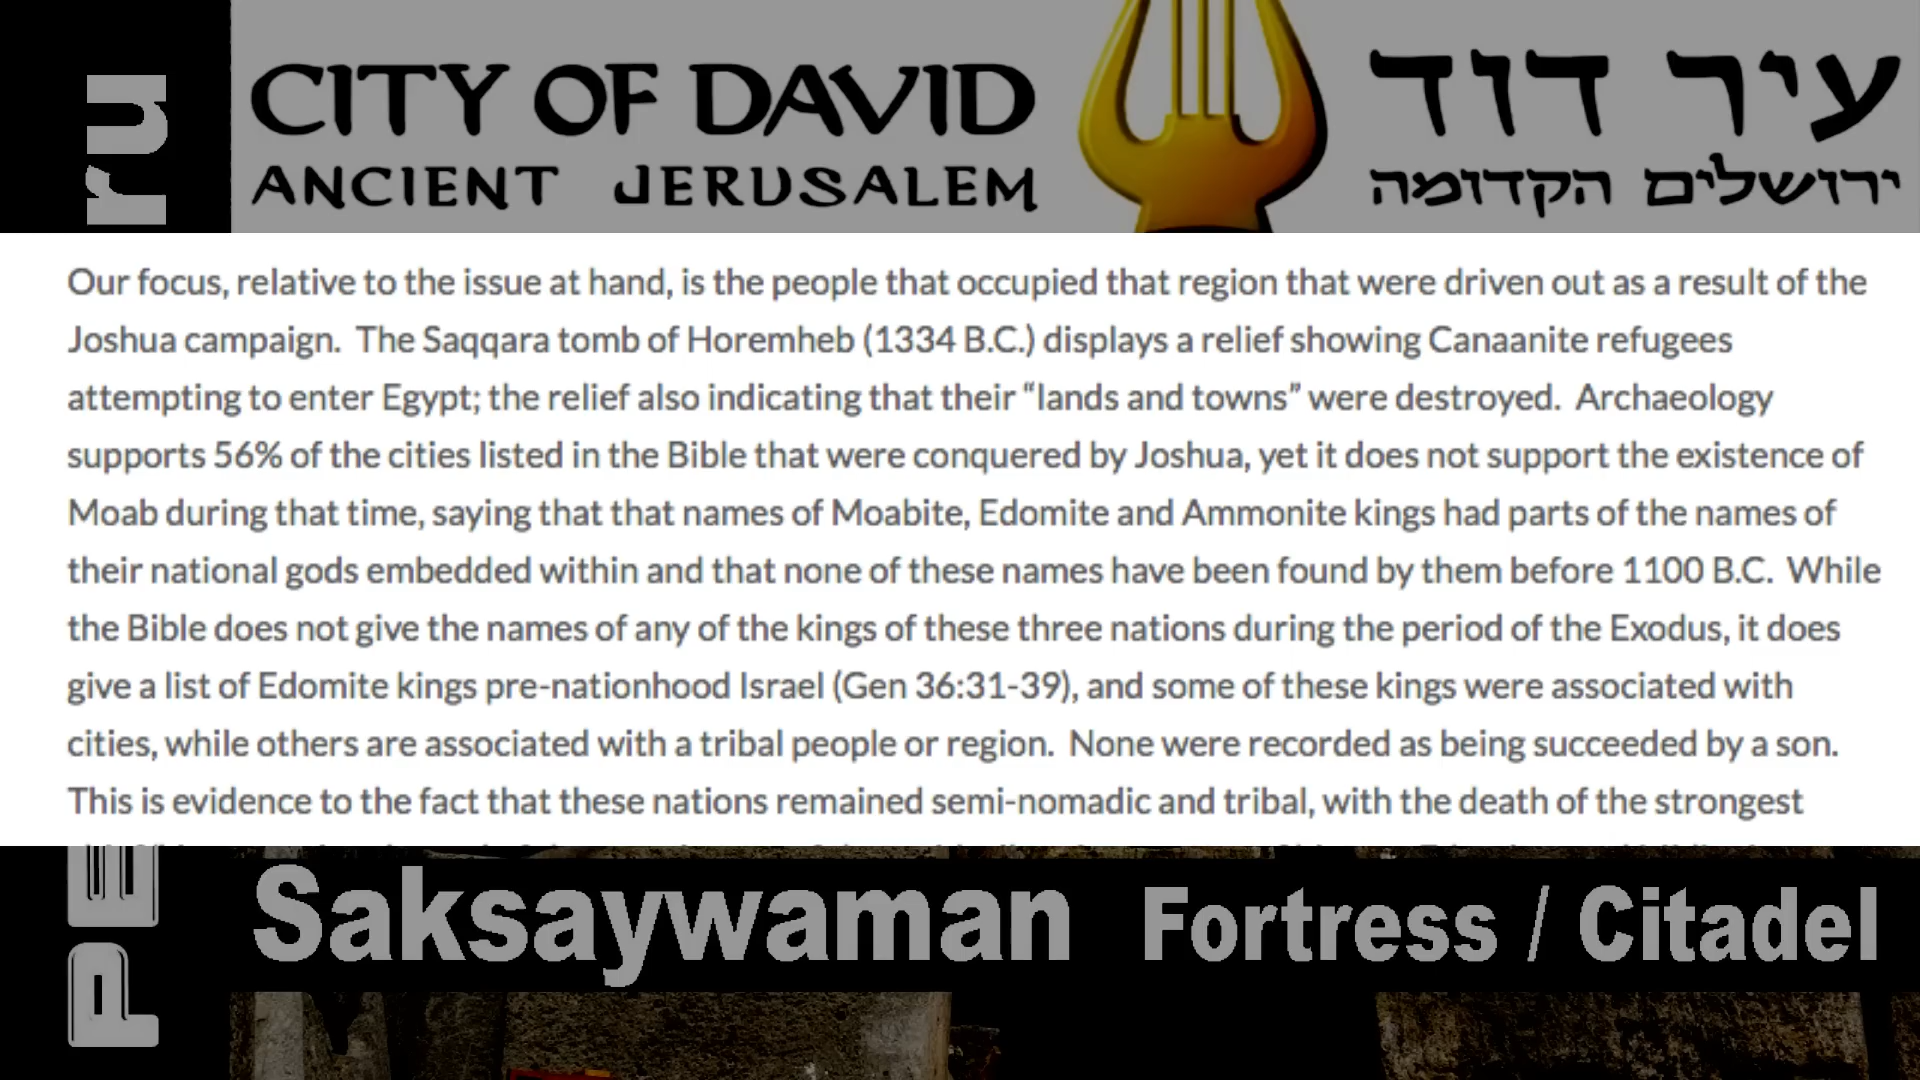 ru
CITY OF DAVID
ANCIENT JERUSALEM
עיר דוד
ירושלים הקדומה
Our focus, relative to the issue at hand, is the people that occupied that region that were driven out as a result of the
Joshua campaign. The Saqqara tomb of Horemheb (1334 B.C.) displays a relief showing Canaanite refugees
attempting to enter Egypt; the relief also indicating that their “lands and towns” were destroyed. Archaeology
supports 56% of the cities listed in the Bible that were conquered by Joshua, yet it does not support the existence of
Moab during that time, saying that that names of Moabite, Edomite and Ammonite kings had parts of the names of
their national gods embedded within and that none of these names have been found by them before 1100 B.C. While
the Bible does not give the names of any of the kings of these three nations during the period of the Exodus, it does
give a list of Edomite kings pre-nationhood Israel (Gen 36:31-39), and some of these kings were associated with
cities, while others are associated with a tribal people or region. None were recorded as being succeeded by a son.
This is evidence to the fact that these nations remained semi-nomadic and tribal, with the death of the strongest
PE
Saksaywaman Fortress / Citadel